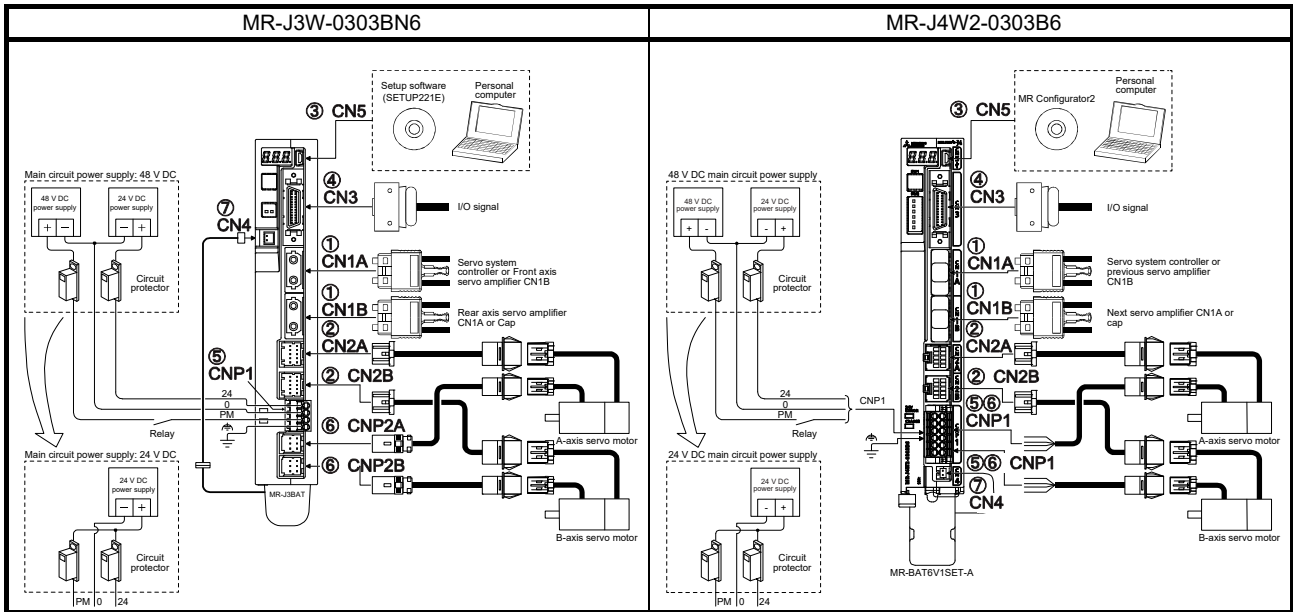 MR-J3W-0303BN6
Setup software
(SETUP221E)
Personal
computer
③ CN5
Main circuit power supply: 48 V DC
48 V DC
power supply
24 V DC
power supply
+ − − +
Circuit
protector
⑦
CN4
④
CN3
I/O signal
①
CN1A
Servo system
controller or Front axis
servo amplifier CN1B
①
CN1B
Rear axis servo amplifier
CN1A or Cap
②
CN2A
② CN2B
⑤
CNP1
24
0
PM
Relay
⑥ CNP2A
A-axis servo motor
⑥ CNP2B
B-axis servo motor
MR-J3BAT
Main circuit power supply: 24 V DC
24 V DC
power supply
− +
Circuit
protector
PM 0 24
MR-J4W2-0303B6
MR Configurator2
Personal
computer
③ CN5
48 V DC main circuit power supply
48 V DC
power supply
24 V DC
power supply
+ - - +
Circuit
protector
④
CN3
I/O signal
①
CN1A
Servo system controller or
previous servo amplifier
CN1B
①
CN1B
Next servo amplifier CN1A or
cap
②
CN2A
② CN2B
24
0
PM
CNP1
Relay
⑤⑥
CNP1
A-axis servo motor
⑤⑥ CNP1
⑦
CN4
B-axis servo motor
MR-BAT6V1SET-A
24 V DC main circuit power supply
24 V DC
power supply
- +
Circuit
protector
PM 0 24